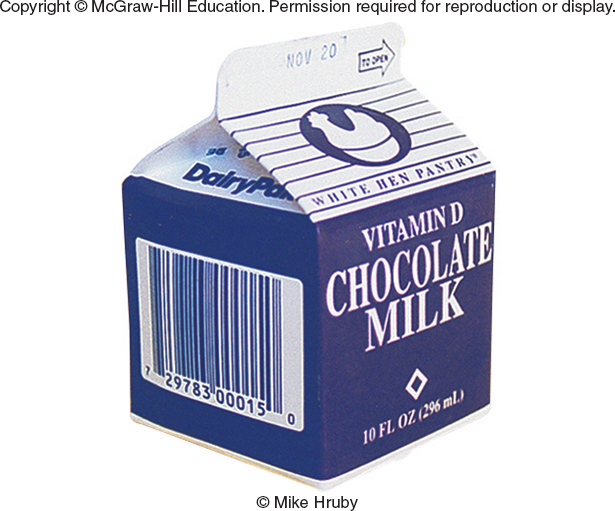 Copyright © McGraw-Hill Education. Permission required for reproduction or display.
NOV 20
TO OPEN
WHITE HEN PANTRY®
DairyPak
VITAMIN D
CHOCOLATE
MILK
10 FL OZ (296 mL)
7 29783 00015 0
© Mike Hruby